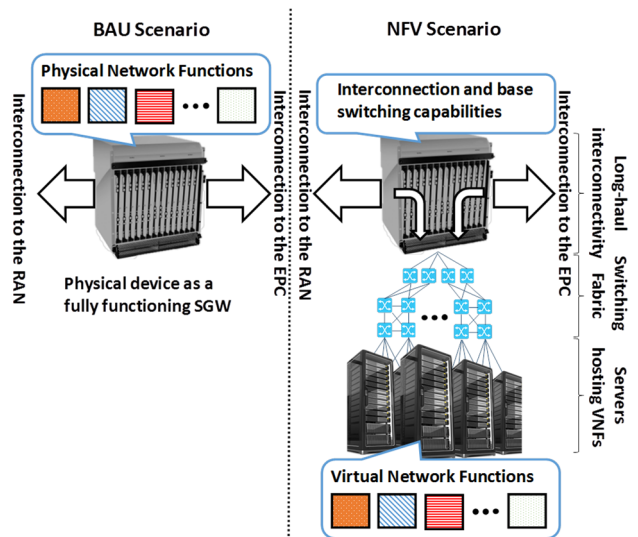 BAU Scenario
Physical Network Functions
Interconnection to the RAN
Interconnection to the EPC
Physical device as a
fully functioning SGW
NFV Scenario
Interconnection and base
switching capabilities
Interconnection to the RAN
Interconnection to the EPC
Long-haul
interconnectivity
Switching
Fabric
Servers
hosting VNFs
Virtual Network Functions